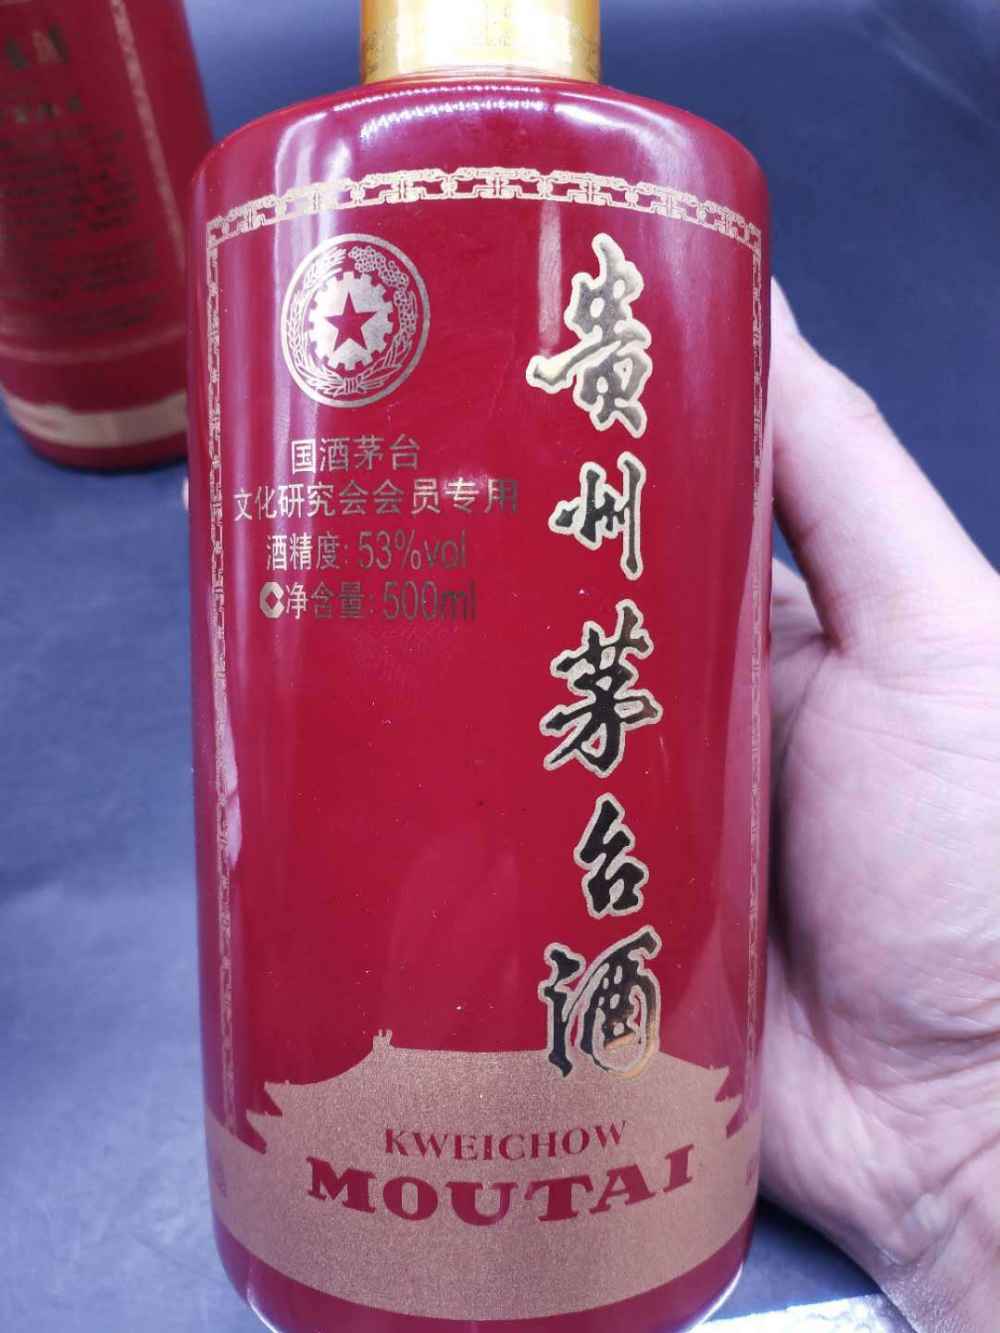 国酒茅台
文化研究会会员专用
酒精度:53%vol
C净含量:500ml
贵州茅台酒
KWEICHOW
MOUTAI